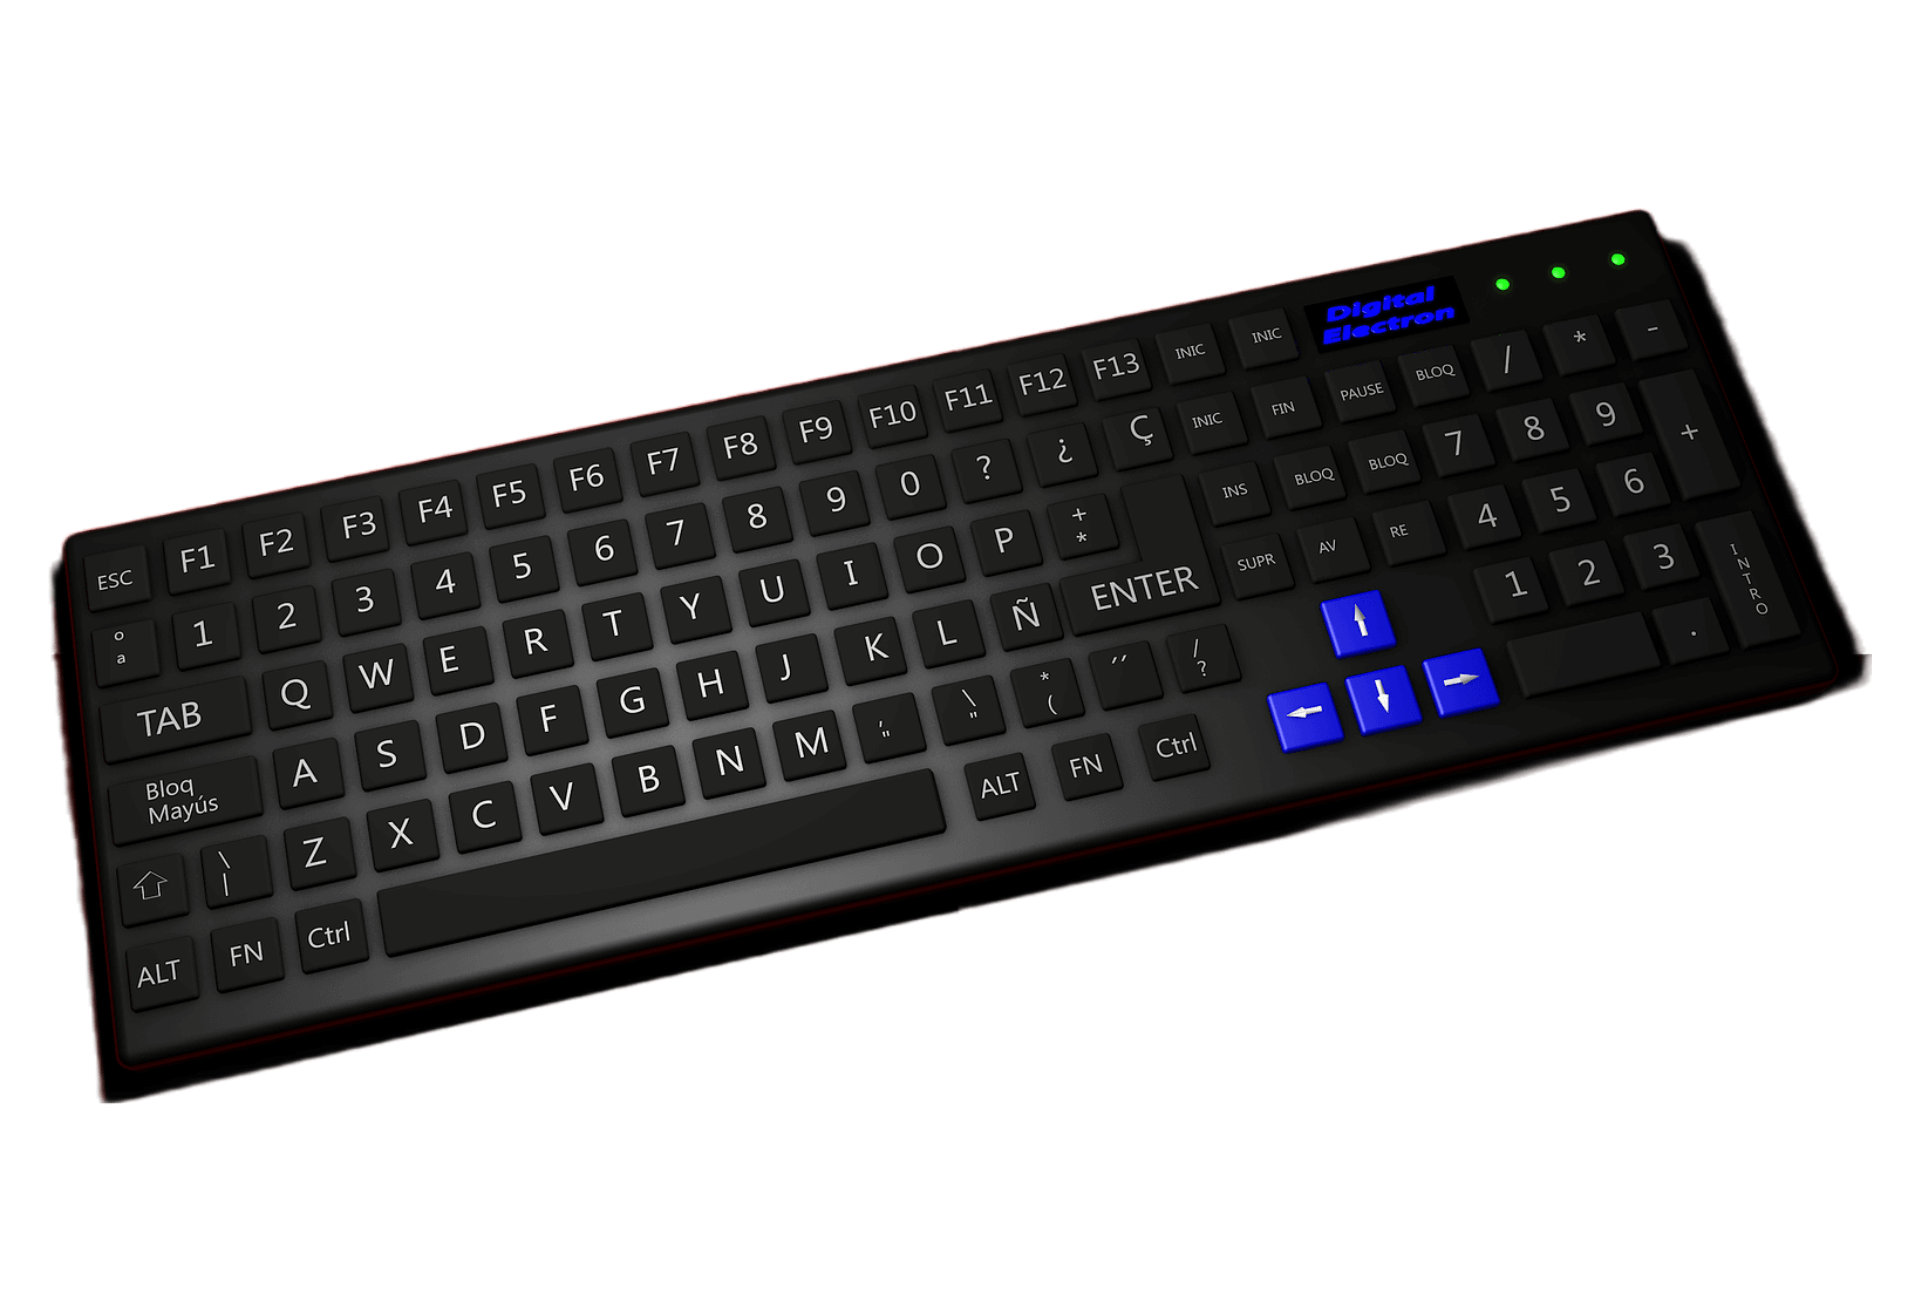 Digital
Electron
ESC F1 F2 F3 F4 F5 F6 F7 F8 F9 F10 F11 F12 F13 INIC INIC
º ª 1 2 3 4 5 6 7 8 9 0 ? ¿ Ç INIC FIN PAUSE BLOQ / * -
TAB Q W E R T Y U I O P + * ENTER INS BLOQ BLOQ 7 8 9 +
Bloq
Mayús
A S D F G H J K L Ñ SUPR AV RE 4 5 6
\ | Z X C V B N M ' " \ " * ( ´´ / ? 1 2 3 INTRO
ALT FN Ctrl ALT FN Ctrl .